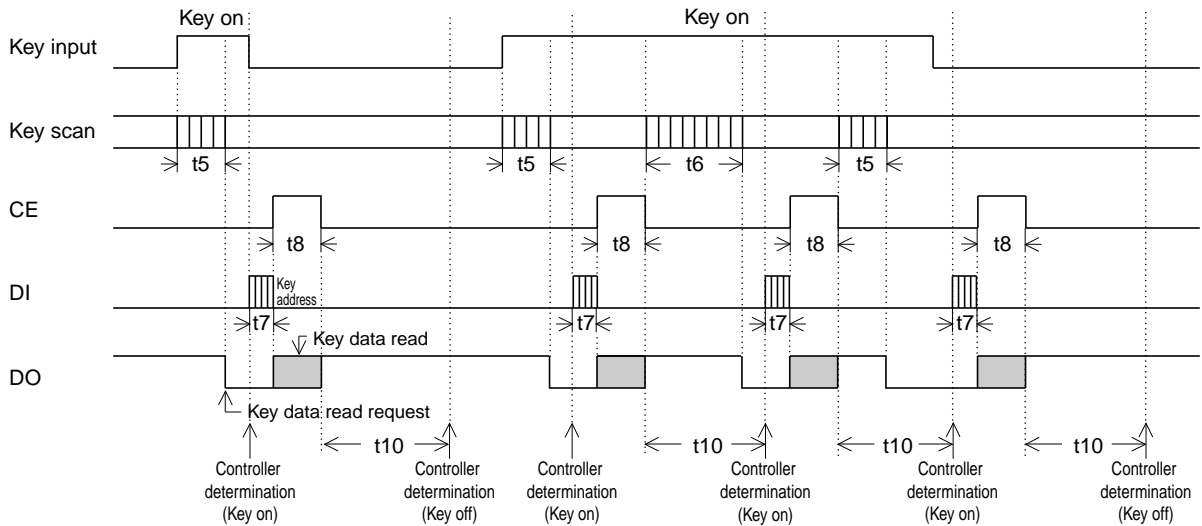 Key on
Key on
Key input
Key scan
t5
t5
t6
t5
CE
t8
t8
t8
t8
DI
Key
address
t7
t7
t7
t7
Key data read
DO
Key data read request
t10
t10
t10
t10
Controller
determination
(Key on)
Controller
determination
(Key off)
Controller
determination
(Key on)
Controller
determination
(Key on)
Controller
determination
(Key on)
Controller
determination
(Key off)